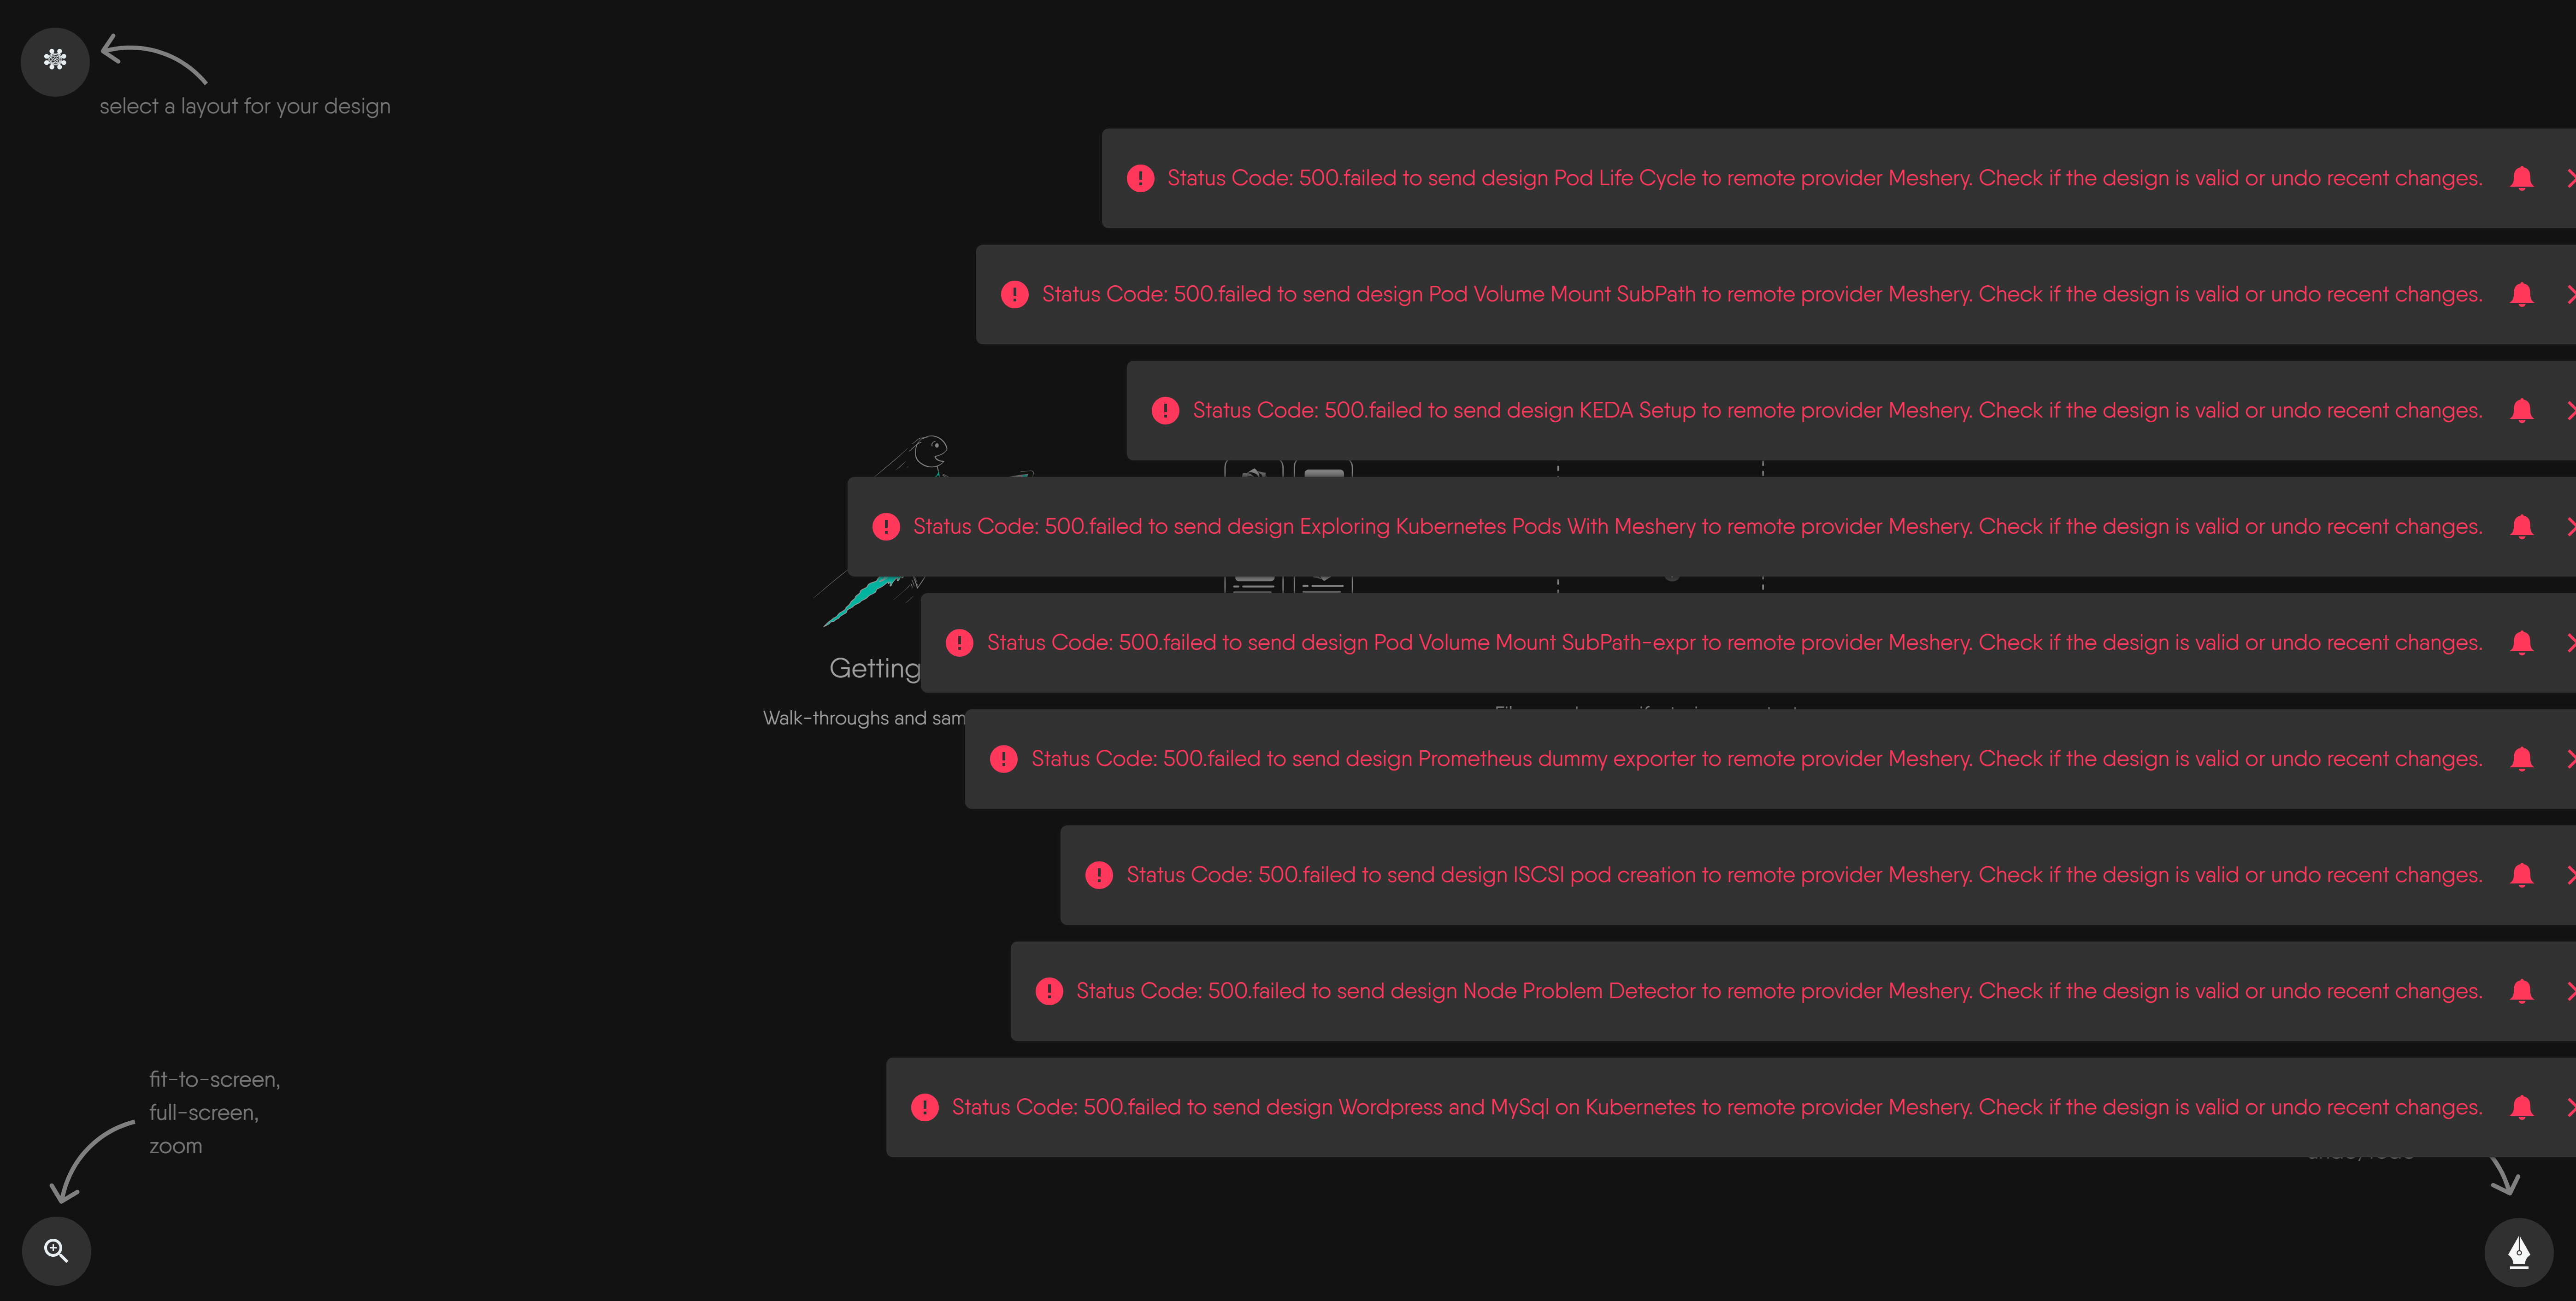 select a layout for your design
Status Code: 500.failed to send design Pod Life Cycle to remote provider Meshery. Check if the design is valid or undo recent changes.
Status Code: 500.failed to send design Pod Volume Mount SubPath to remote provider Meshery. Check if the design is valid or undo recent changes.
Status Code: 500.failed to send design KEDA Setup to remote provider Meshery. Check if the design is valid or undo recent changes.
Status Code: 500.failed to send design Exploring Kubernetes Pods With Meshery to remote provider Meshery. Check if the design is valid or undo recent changes.
Status Code: 500.failed to send design Pod Volume Mount SubPath-expr to remote provider Meshery. Check if the design is valid or undo recent changes.
Getting
Walk-throughs and sam
Status Code: 500.failed to send design Prometheus dummy exporter to remote provider Meshery. Check if the design is valid or undo recent changes.
Status Code: 500.failed to send design ISCSI pod creation to remote provider Meshery. Check if the design is valid or undo recent changes.
Status Code: 500.failed to send design Node Problem Detector to remote provider Meshery. Check if the design is valid or undo recent changes.
Status Code: 500.failed to send design Wordpress and MySql on Kubernetes to remote provider Meshery. Check if the design is valid or undo recent changes.
fit-to-screen,
full-screen,
zoom